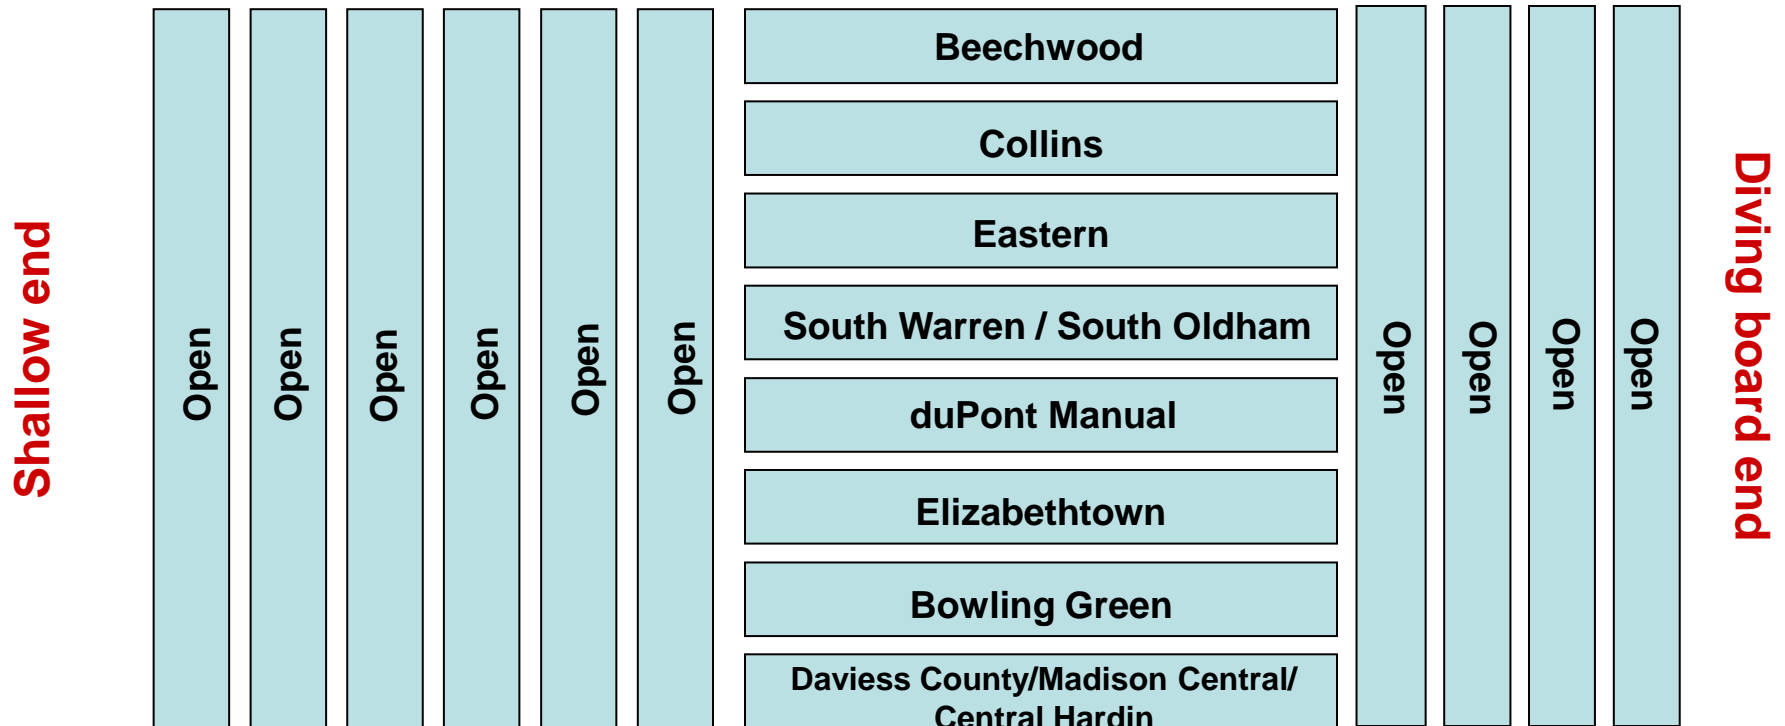 Shallow end
Open
Open
Open
Open
Open
Open
Beechwood
Collins
Eastern
South Warren / South Oldham
duPont Manual
Elizabethtown
Bowling Green
Daviess County/Madison Central/
Central Hardin
Open
Open
Open
Open
Diving board end